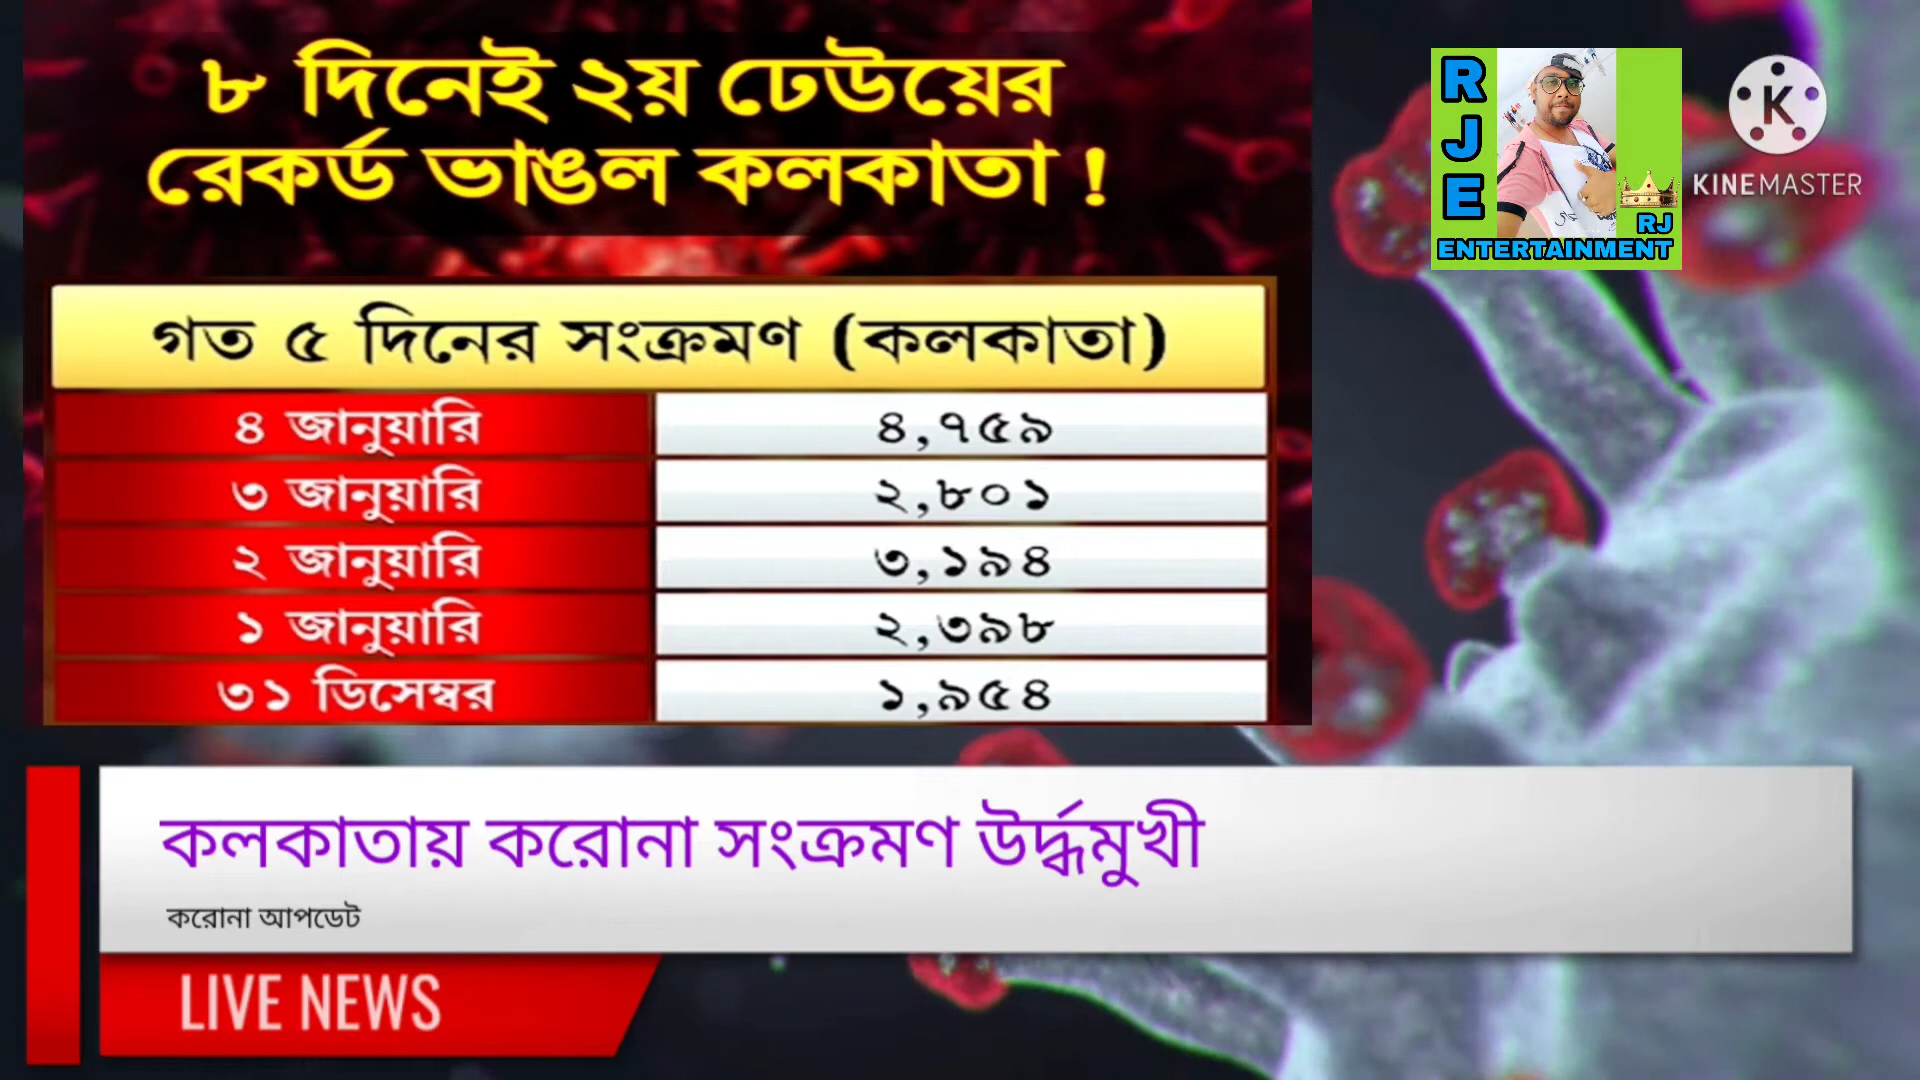 ৮ দিনেই ২য় ঢেউয়ের
রেকর্ড ভাঙল কলকাতা !
গত ৫ দিনের সংক্রমণ (কলকাতা)
৪ জানুয়ারি ৪,৭৫৯
৩ জানুয়ারি ২,৮০১
২ জানুয়ারি ৩,১৯৪
১ জানুয়ারি ২,৩৯৮
৩১ ডিসেম্বর ১,৯৫৪
RJE
RJ
ENTERTAINMENT
K
KINEMASTER
কলকাতায় করোনা সংক্রমণ উর্দ্ধমুখী
করোনা আপডেট
LIVE NEWS